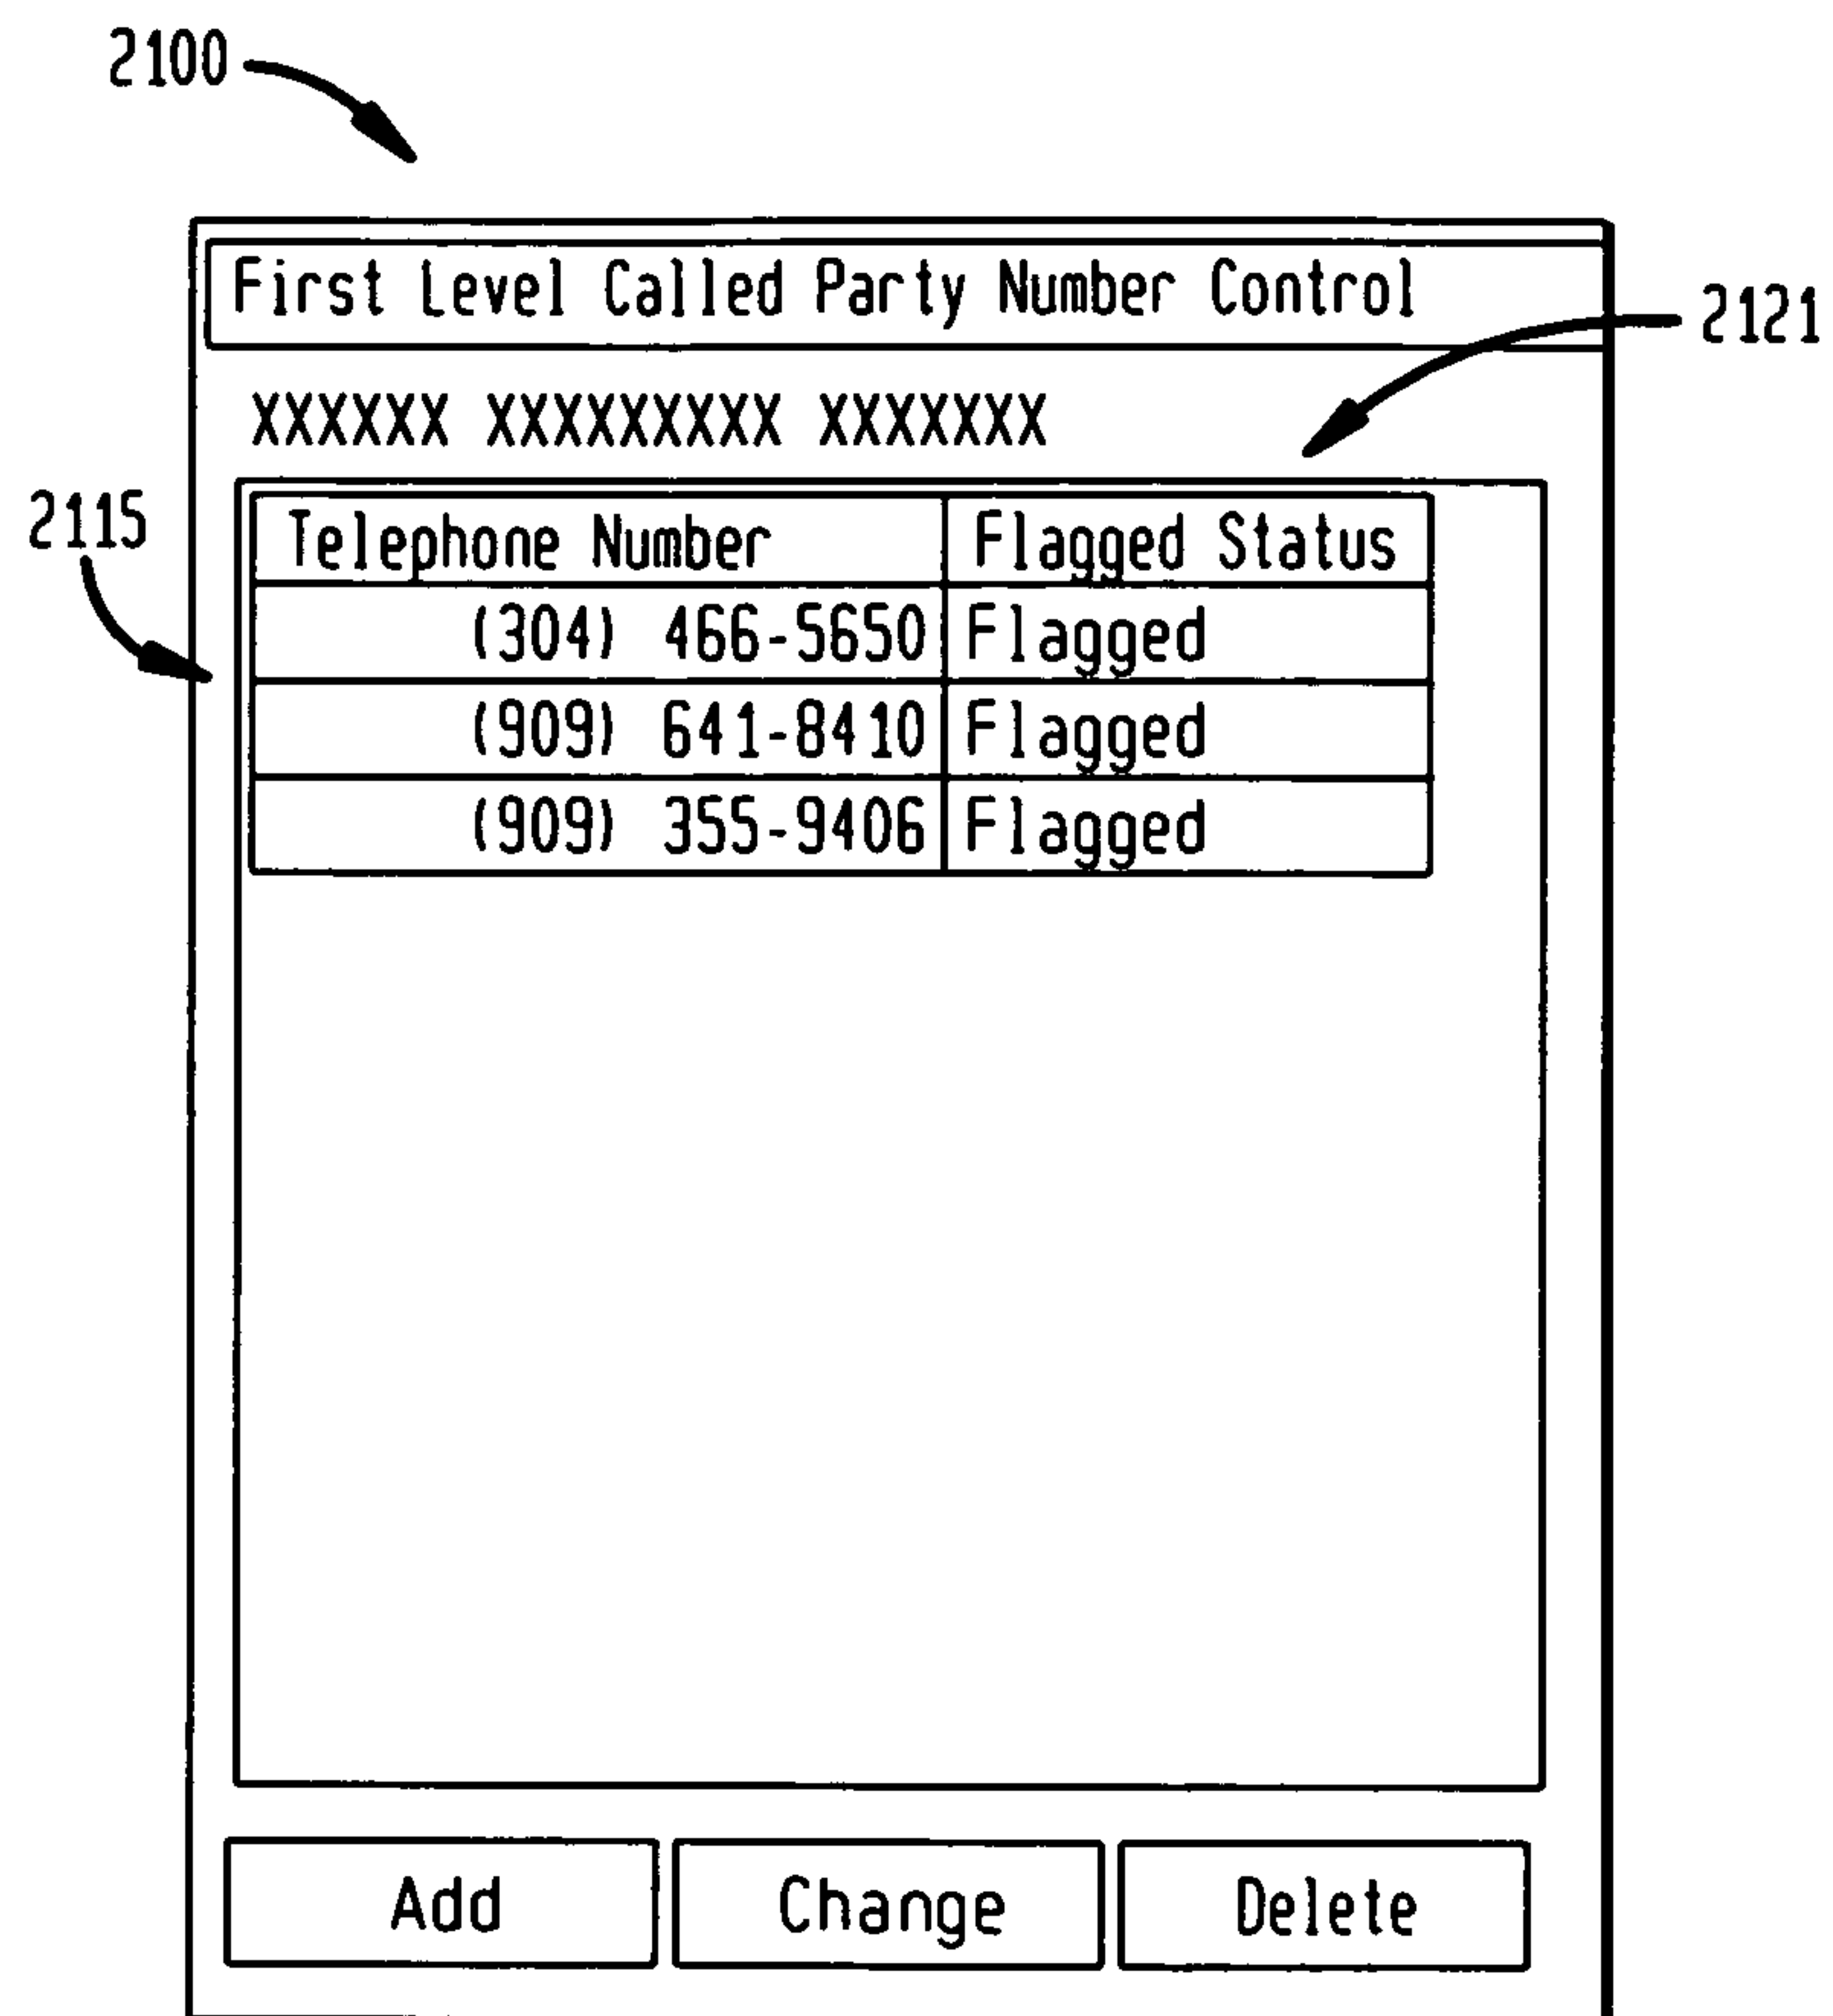 2100
First Level Called Party Number Control
2121
XXXXXX XXXXXXXXX XXXXXXX
2115
Telephone Number Flagged Status
(304) 466-5650 Flagged
(909) 641-8410 Flagged
(909) 355-9406 Flagged
Add Change Delete